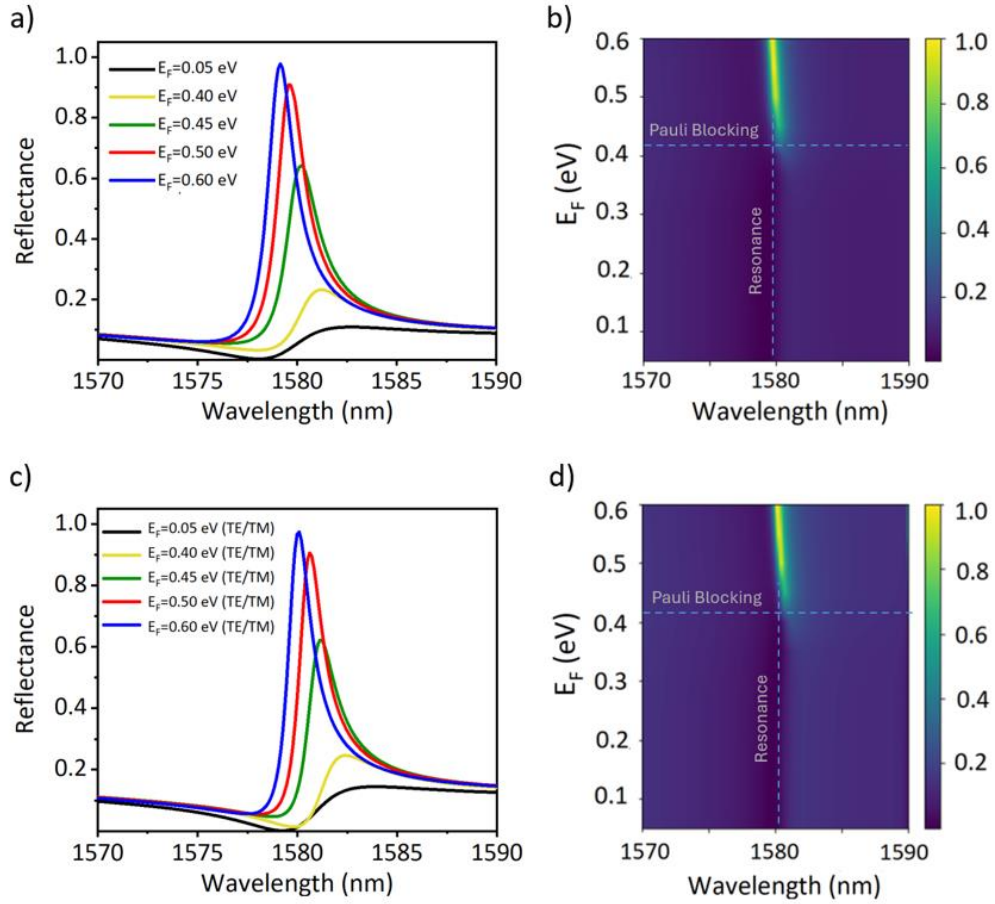 a)
1.0
0.8
0.6
0.4
0.2
Reflectance
E_F=0.05 eV
E_F=0.40 eV
E_F=0.45 eV
E_F=0.50 eV
E_F=0.60 eV
1570 1575 1580 1585 1590
Wavelength (nm)
b)
0.6
0.5
0.4
0.3
0.2
0.1
E_F (eV)
Pauli Blocking
Resonance
1570 1580 1590
Wavelength (nm)
1.0
0.8
0.6
0.4
0.2
c)
1.0
0.8
0.6
0.4
0.2
Reflectance
E_F=0.05 eV (TE/TM)
E_F=0.40 eV (TE/TM)
E_F=0.45 eV (TE/TM)
E_F=0.50 eV (TE/TM)
E_F=0.60 eV (TE/TM)
1570 1575 1580 1585 1590
Wavelength (nm)
d)
0.6
0.5
0.4
0.3
0.2
0.1
E_F (eV)
Pauli Blocking
Resonance
1570 1580 1590
Wavelength (nm)
1.0
0.8
0.6
0.4
0.2